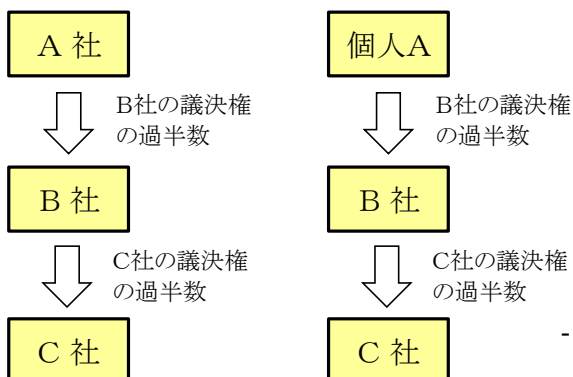 A 社
B社の議決権
の過半数
B 社
C社の議決権
の過半数
C 社
個人A
B社の議決権
の過半数
B 社
C社の議決権
の過半数
C 社
-